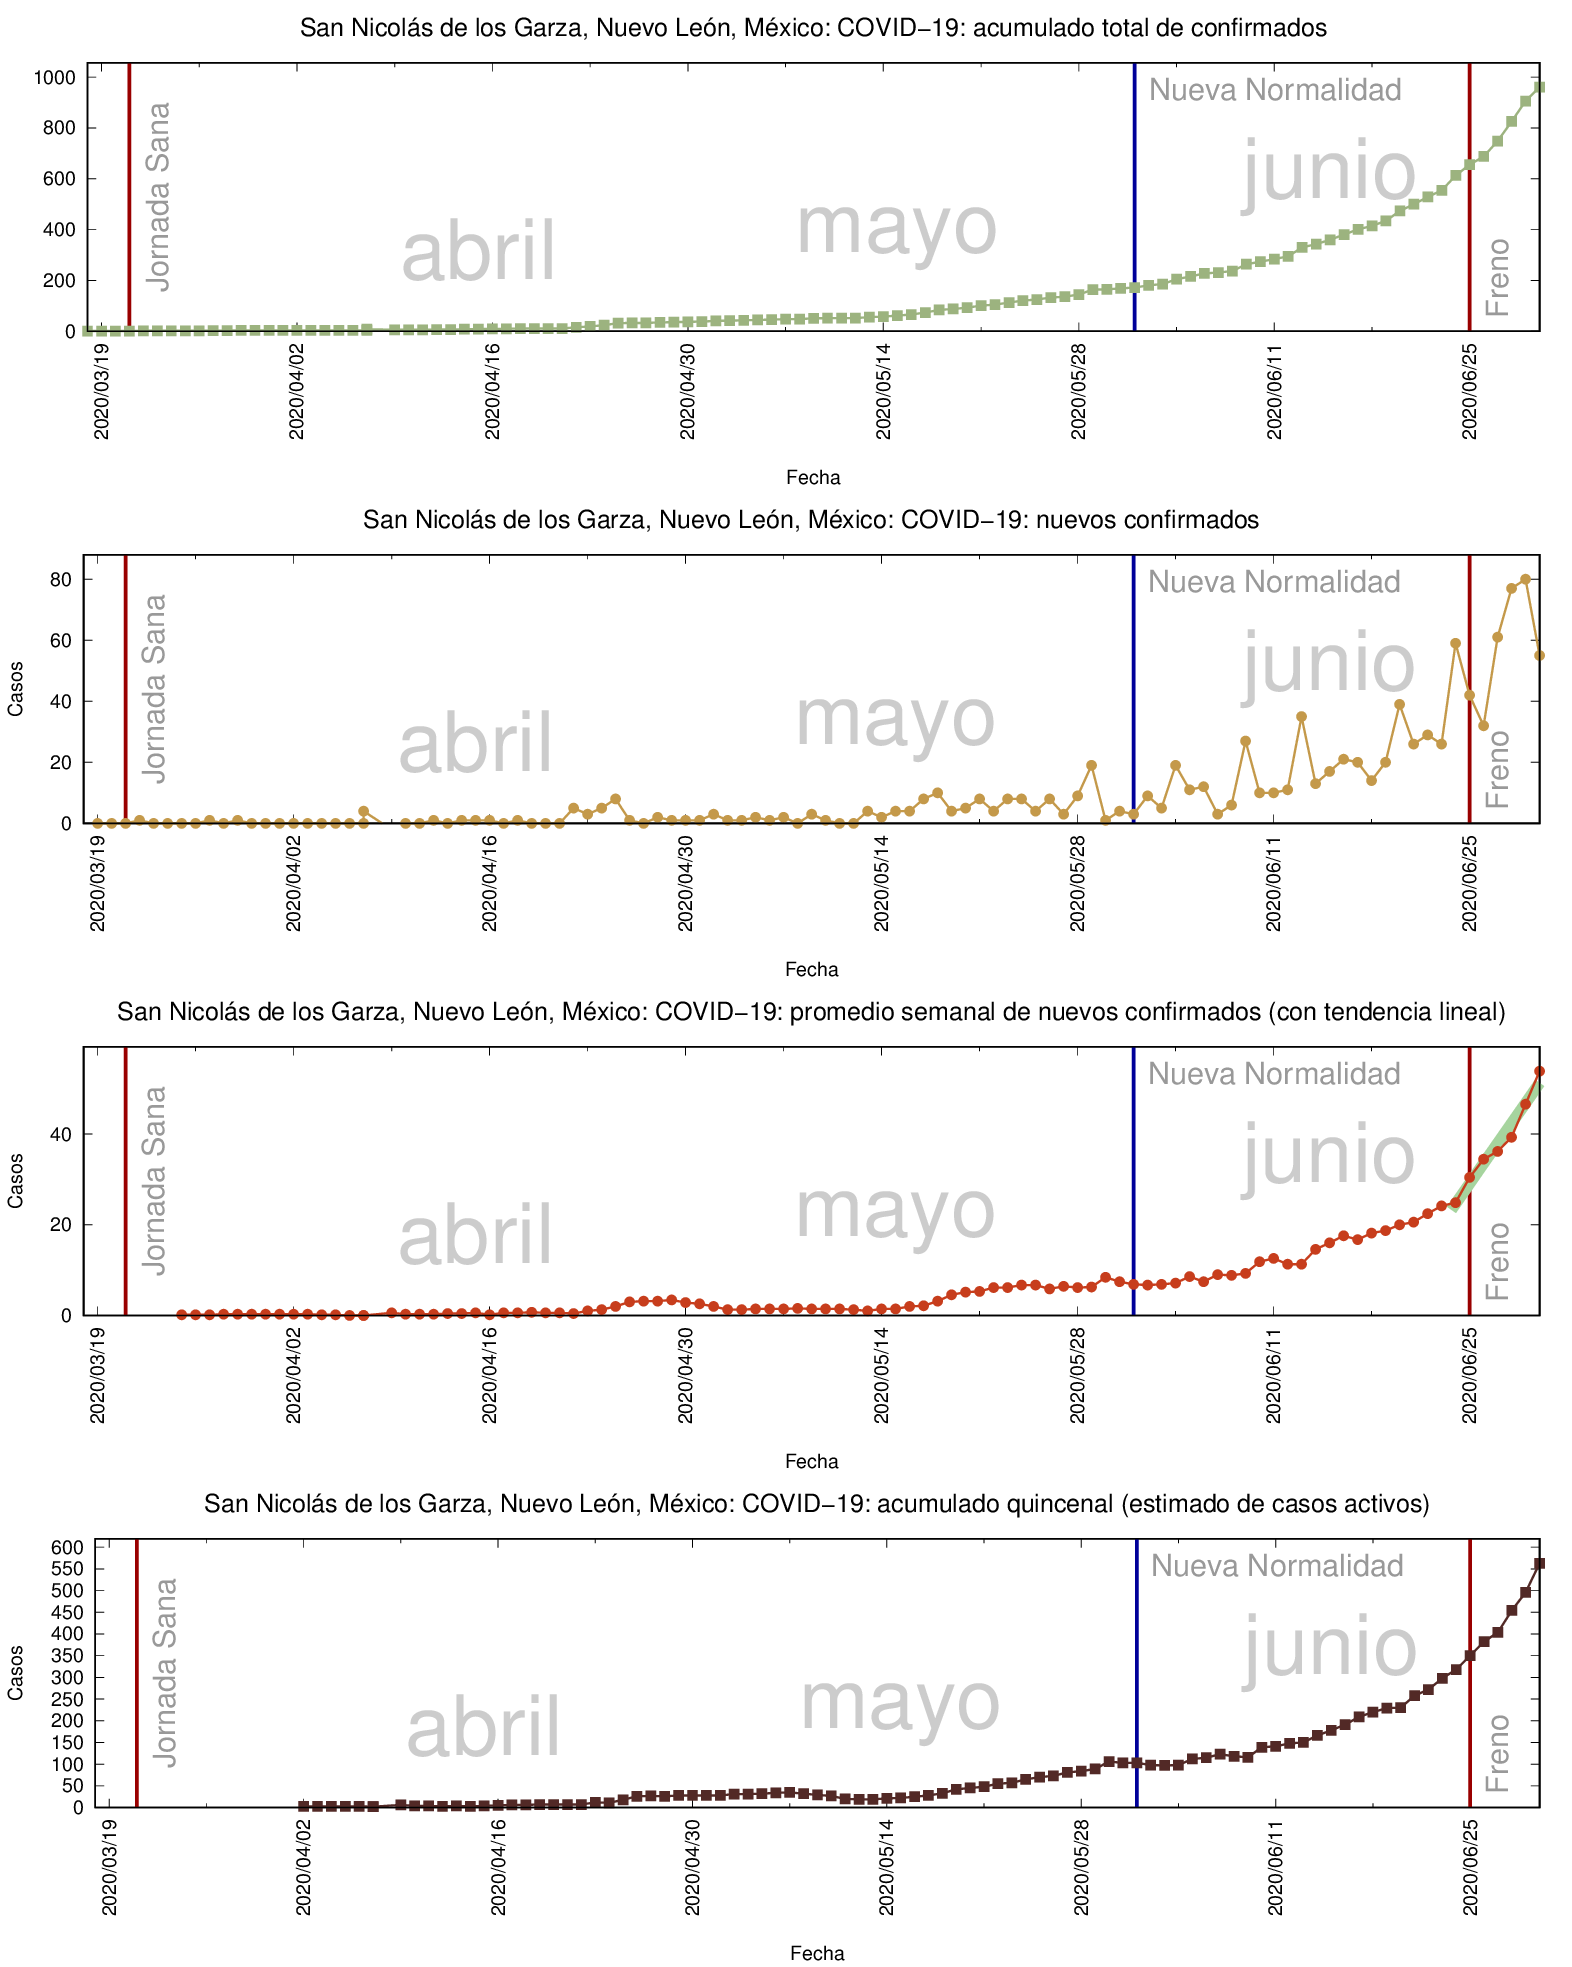 San Nicolás de los Garza, Nuevo León, México: COVID−19: acumulado total de confirmados
1000
800
600
400
200
0
Jornada Sana
abril
mayo
Nueva Normalidad
junio
Freno
2020/03/19
2020/04/02
2020/04/16
2020/04/30
2020/05/14
2020/05/28
2020/06/11
2020/06/25
Fecha
San Nicolás de los Garza, Nuevo León, México: COVID−19: nuevos confirmados
Casos
80
60
40
20
0
Jornada Sana
abril
mayo
Nueva Normalidad
junio
Freno
2020/03/19
2020/04/02
2020/04/16
2020/04/30
2020/05/14
2020/05/28
2020/06/11
2020/06/25
Fecha
San Nicolás de los Garza, Nuevo León, México: COVID−19: promedio semanal de nuevos confirmados (con tendencia lineal)
Casos
40
20
0
Jornada Sana
abril
mayo
Nueva Normalidad
junio
Freno
2020/03/19
2020/04/02
2020/04/16
2020/04/30
2020/05/14
2020/05/28
2020/06/11
2020/06/25
Fecha
San Nicolás de los Garza, Nuevo León, México: COVID−19: acumulado quincenal (estimado de casos activos)
Casos
600
550
500
450
400
350
300
250
200
150
100
50
0
Jornada Sana
abril
mayo
Nueva Normalidad
junio
Freno
2020/03/19
2020/04/02
2020/04/16
2020/04/30
2020/05/14
2020/05/28
2020/06/11
2020/06/25
Fecha